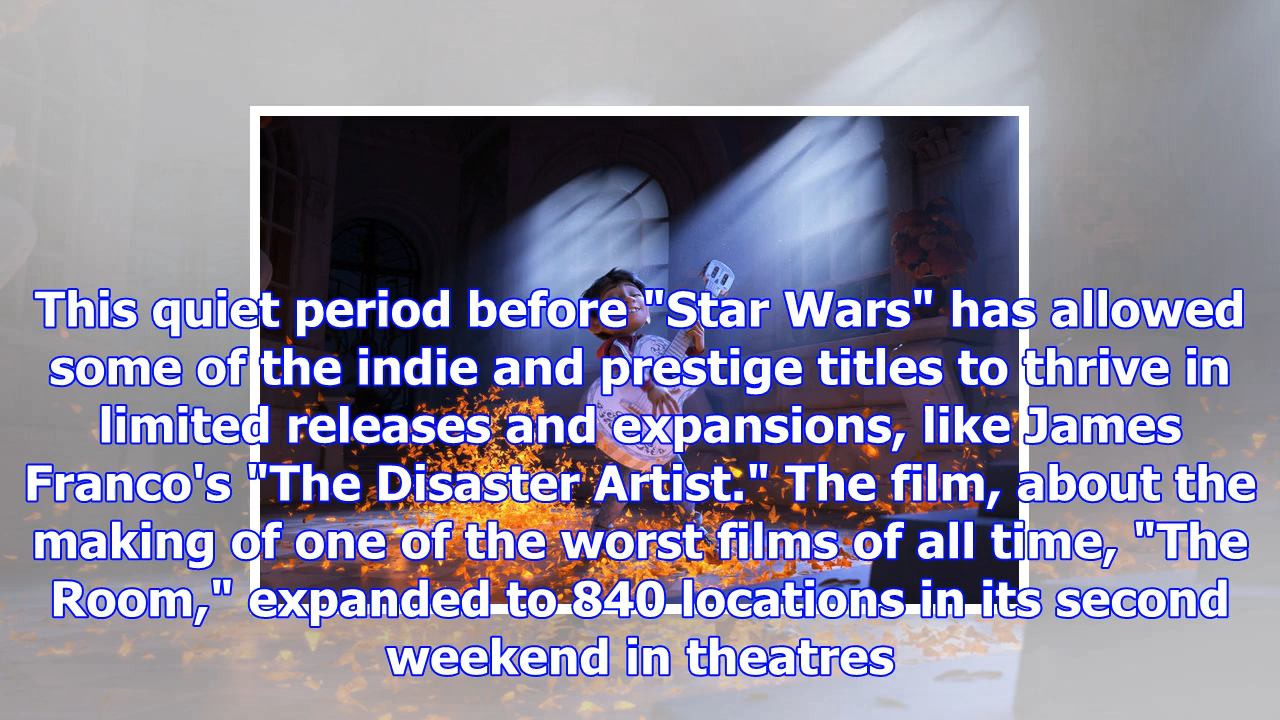 This quiet period before "Star Wars" has allowed
some of the indie and prestige titles to thrive in
limited releases and expansions, like James
Franco's "The Disaster Artist." The film, about the
making of one of the worst films of all time, "The
Room," expanded to 840 locations in its second
weekend in theatres